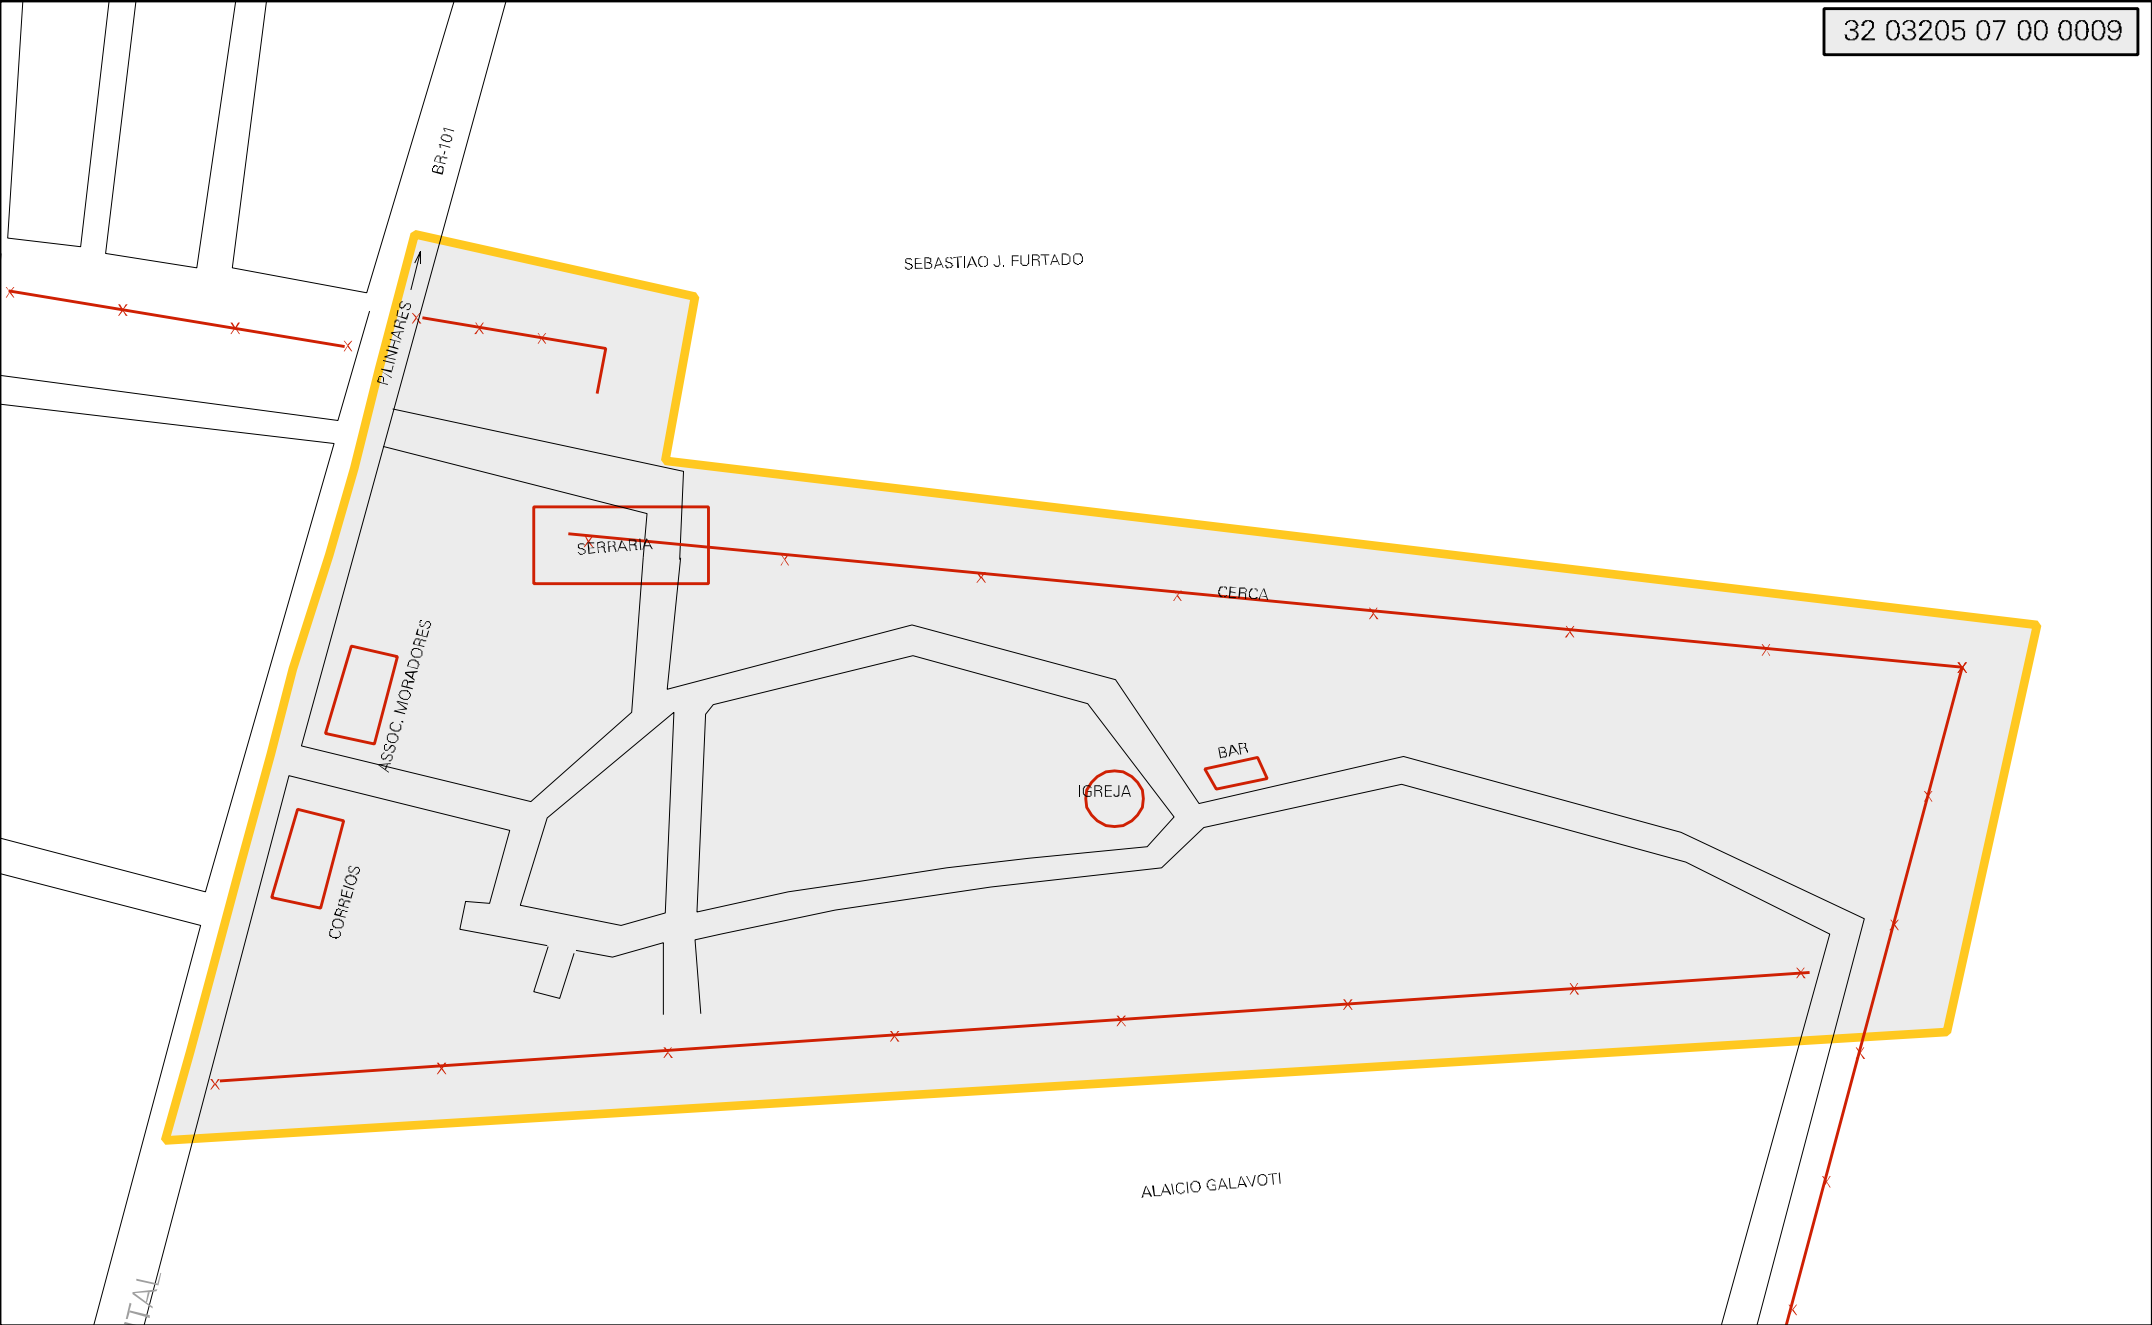 32 03205 07 00 0009
BR-101
SEBASTIAO J. FURTADO
P/LINHARES
SERRARIA
CERCA
ASSOC. MORADORES
BAR
IGREJA
CORREIOS
ALAICIO GALAVOTI
ITAL